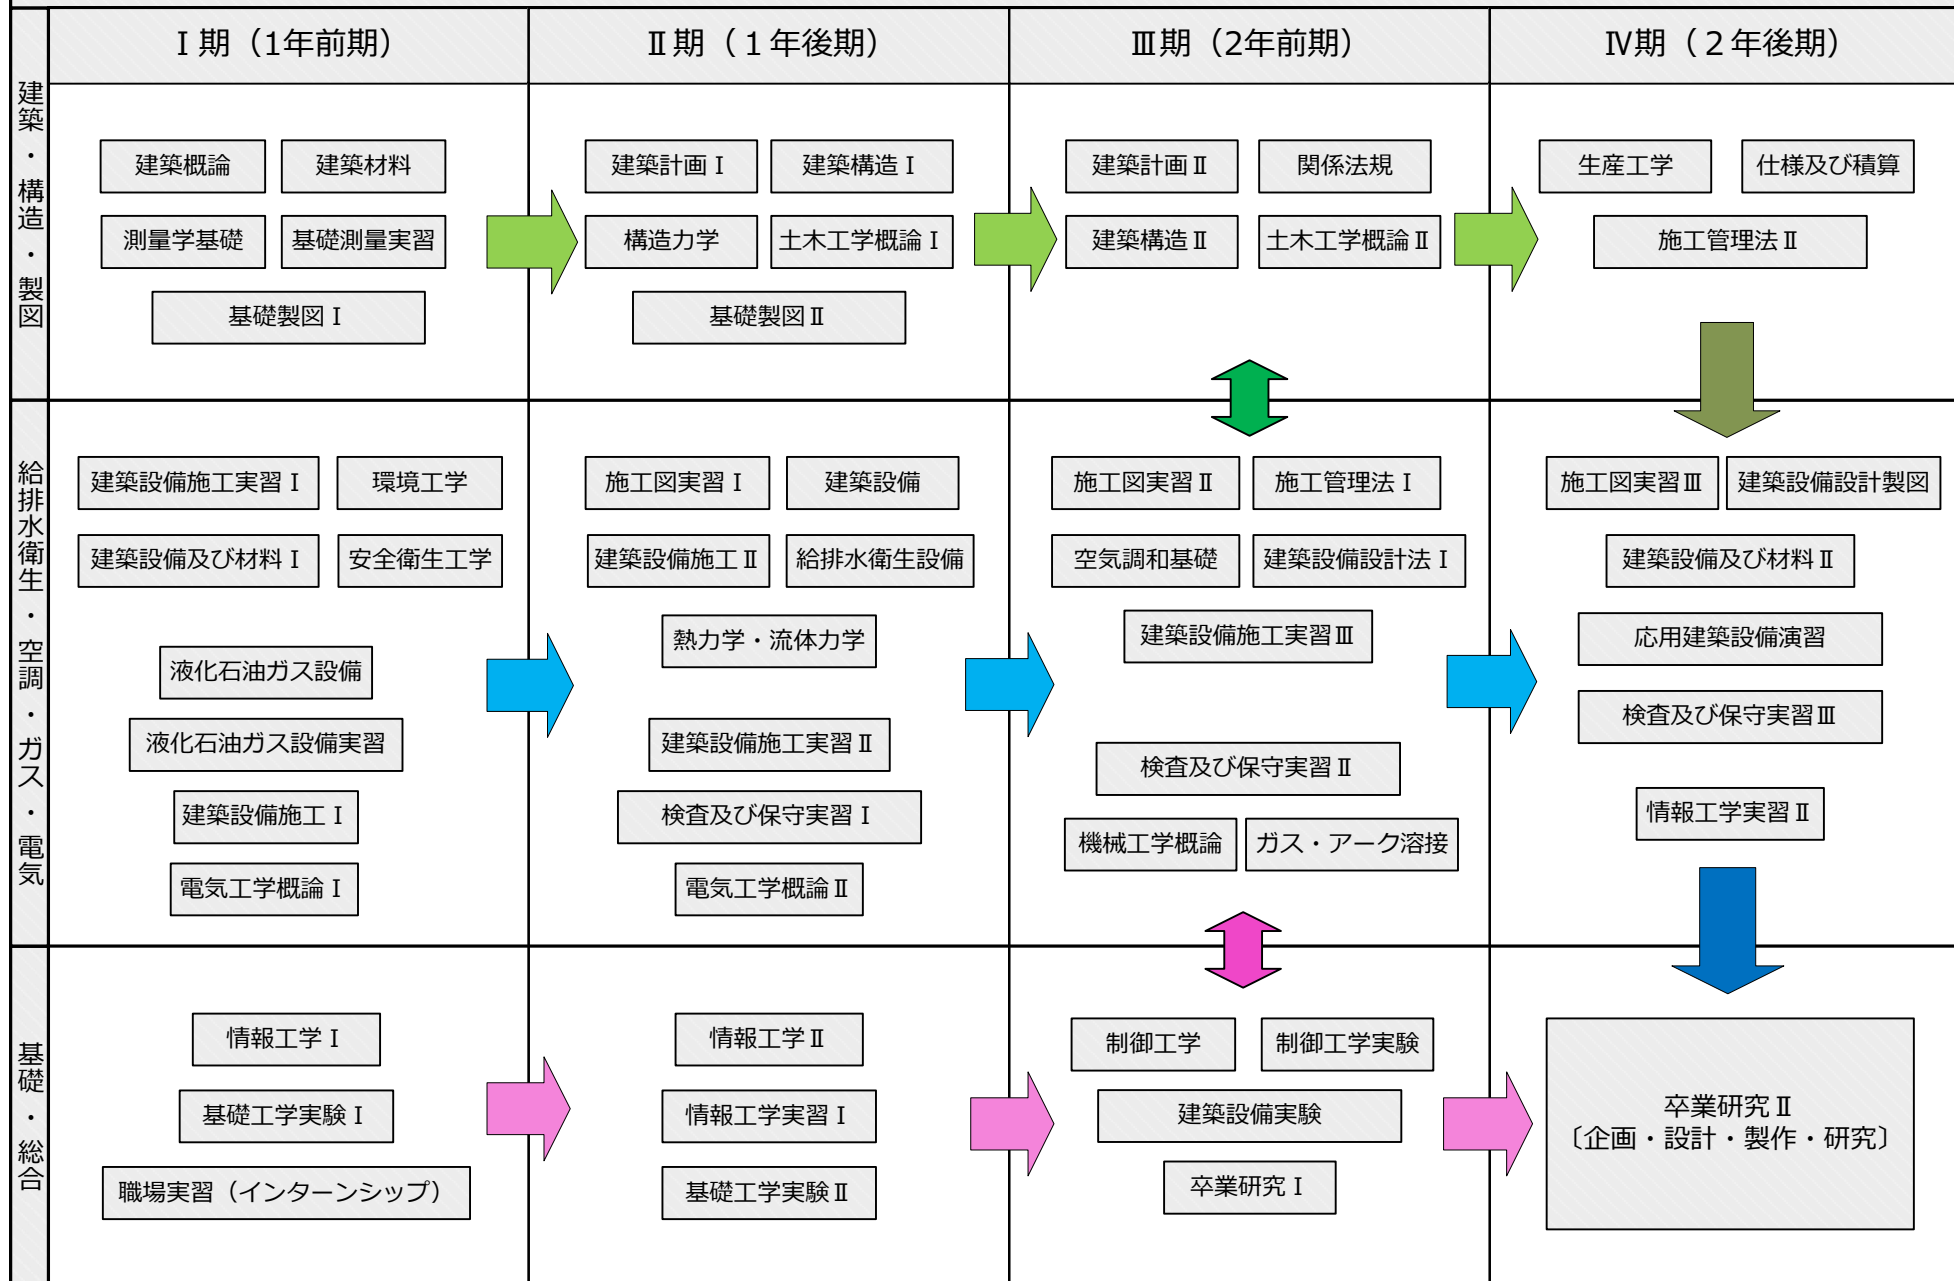 Ⅰ期（1年前期）
Ⅱ期（１年後期）
Ⅲ期（2年前期）
Ⅳ期（２年後期）
建築・構造・製図
建築概論
建築材料
測量学基礎
基礎測量実習
基礎製図Ⅰ
建築計画Ⅰ
建築構造Ⅰ
構造力学
土木工学概論Ⅰ
基礎製図Ⅱ
建築計画Ⅱ
関係法規
建築構造Ⅱ
土木工学概論Ⅱ
生産工学
仕様及び積算
施工管理法Ⅱ
給排水衛生・空調・ガス・電気
建築設備施工実習Ⅰ
環境工学
建築設備及び材料Ⅰ
安全衛生工学
液化石油ガス設備
液化石油ガス設備実習
建築設備施工Ⅰ
電気工学概論Ⅰ
施工図実習Ⅰ
建築設備
建築設備施工Ⅱ
給排水衛生設備
熱力学・流体力学
建築設備施工実習Ⅱ
検査及び保守実習Ⅰ
電気工学概論Ⅱ
施工図実習Ⅱ
施工管理法Ⅰ
空気調和基礎
建築設備設計法Ⅰ
建築設備施工実習Ⅲ
検査及び保守実習Ⅱ
機械工学概論
ガス・アーク溶接
施工図実習Ⅲ
建築設備設計製図
建築設備及び材料Ⅱ
応用建築設備演習
検査及び保守実習Ⅲ
情報工学実習Ⅱ
基礎・総合
情報工学Ⅰ
基礎工学実験Ⅰ
職場実習（インターンシップ）
情報工学Ⅱ
情報工学実習Ⅰ
基礎工学実験Ⅱ
制御工学
制御工学実験
建築設備実験
卒業研究Ⅰ
卒業研究Ⅱ
〔企画・設計・製作・研究〕